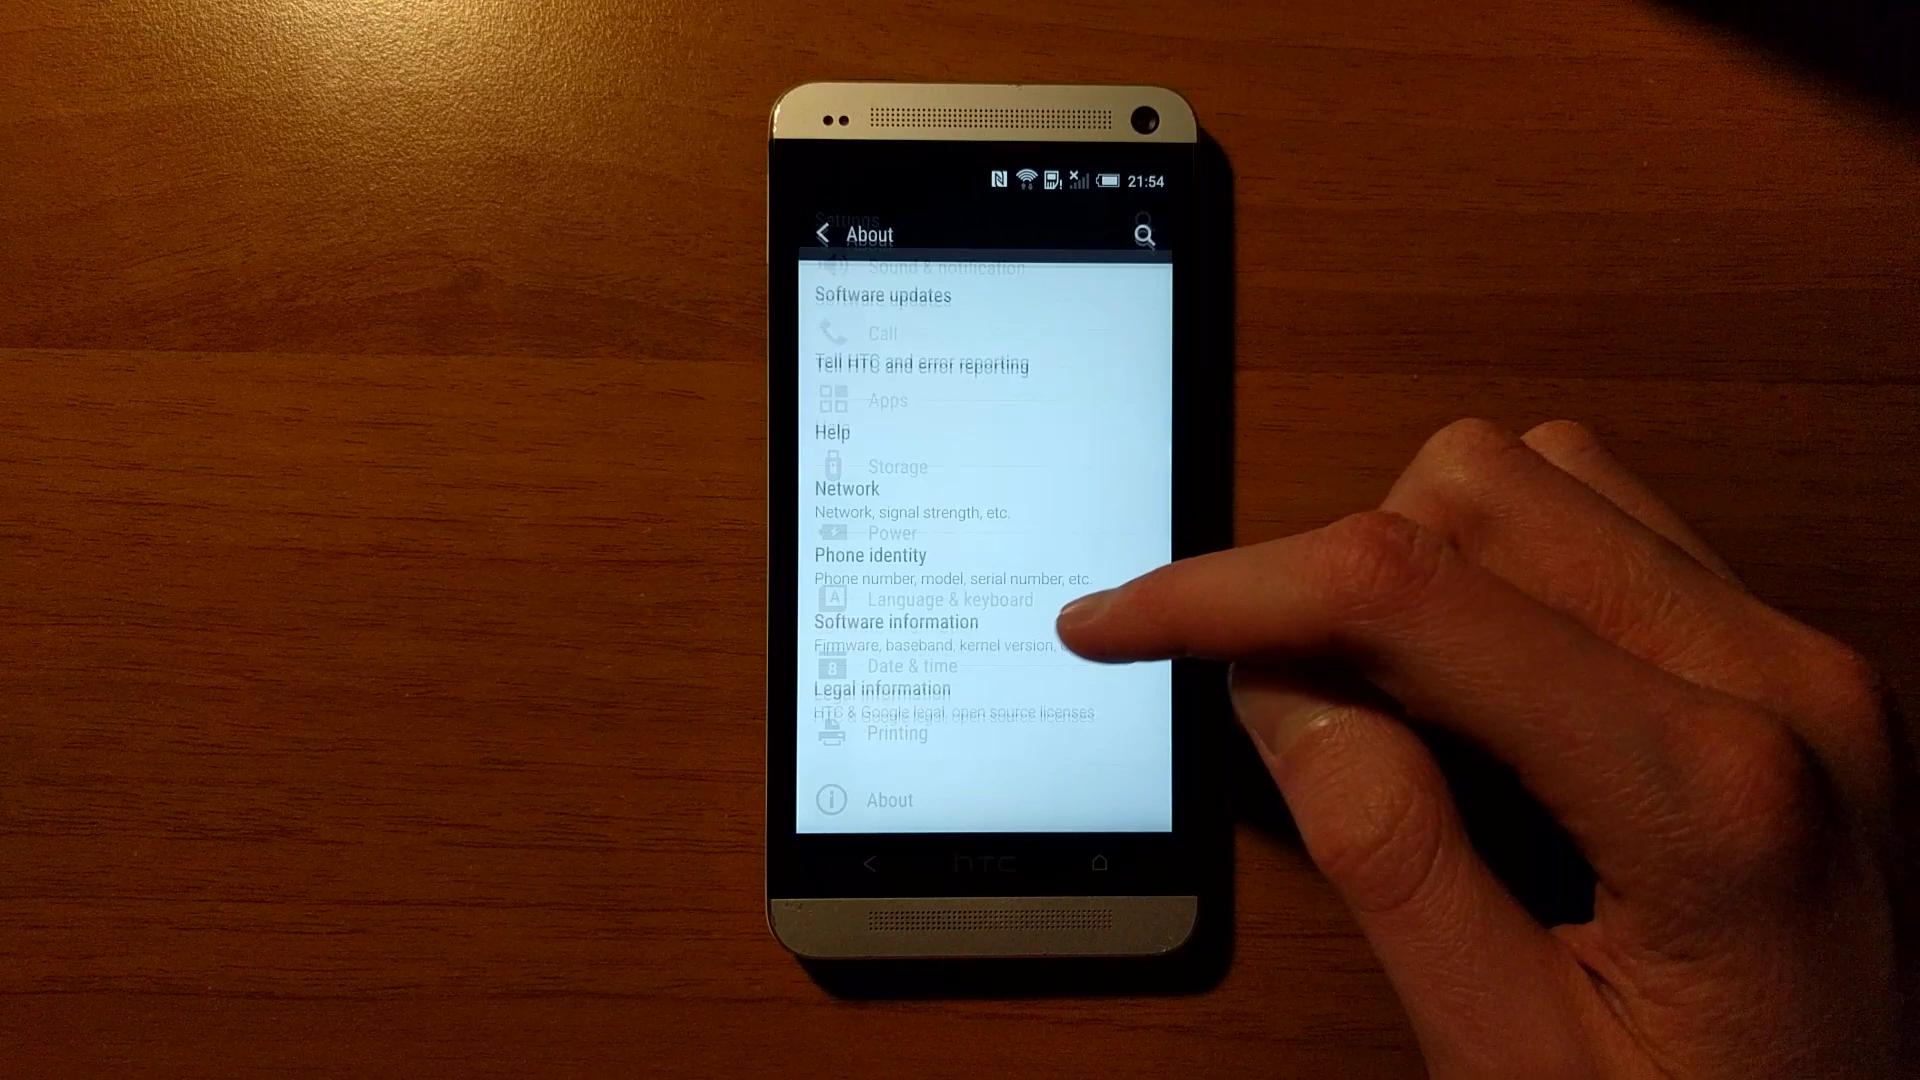 21:54
Settings
About
Sound & notification
Software updates
Call
Tell HTC and error reporting
Apps
Help
Storage
Network
Network, signal strength, etc.
Power
Phone identity
Phone number, model, serial number, etc.
Language & keyboard
Software information
Firmware, baseband, kernel version,
8 Date & time
Legal information
HTC & Google legal, open source licenses
Printing
About
hTC